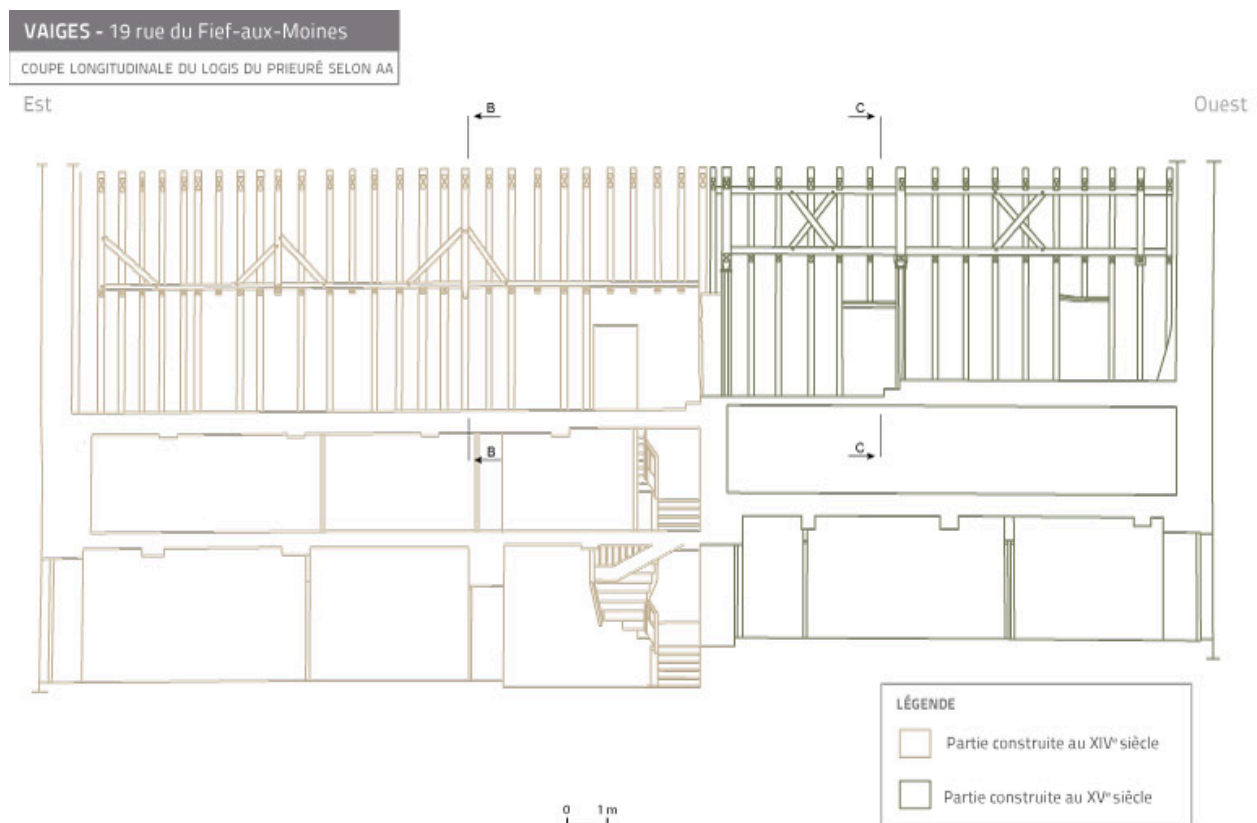 VAIGES - 19 rue du Fief-aux-Moines
COUPE LONGITUDINALE DU LOGIS DU PRIEURÉ SELON AA
Est
B
C
Ouest
B
C
LÉGENDE
Partie construite au XIVᵉ siècle
Partie construite au XVᵉ siècle
0 1 m